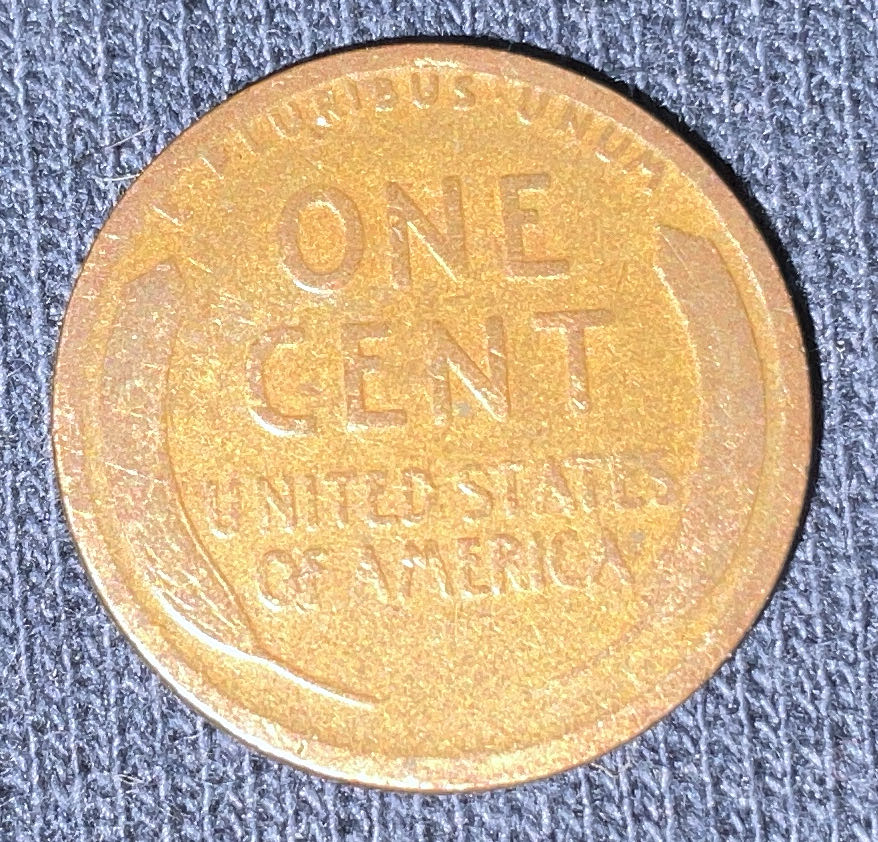 PLURIBUS · UNUM
ONE
CENT
UNITED STATES
OF AMERICA